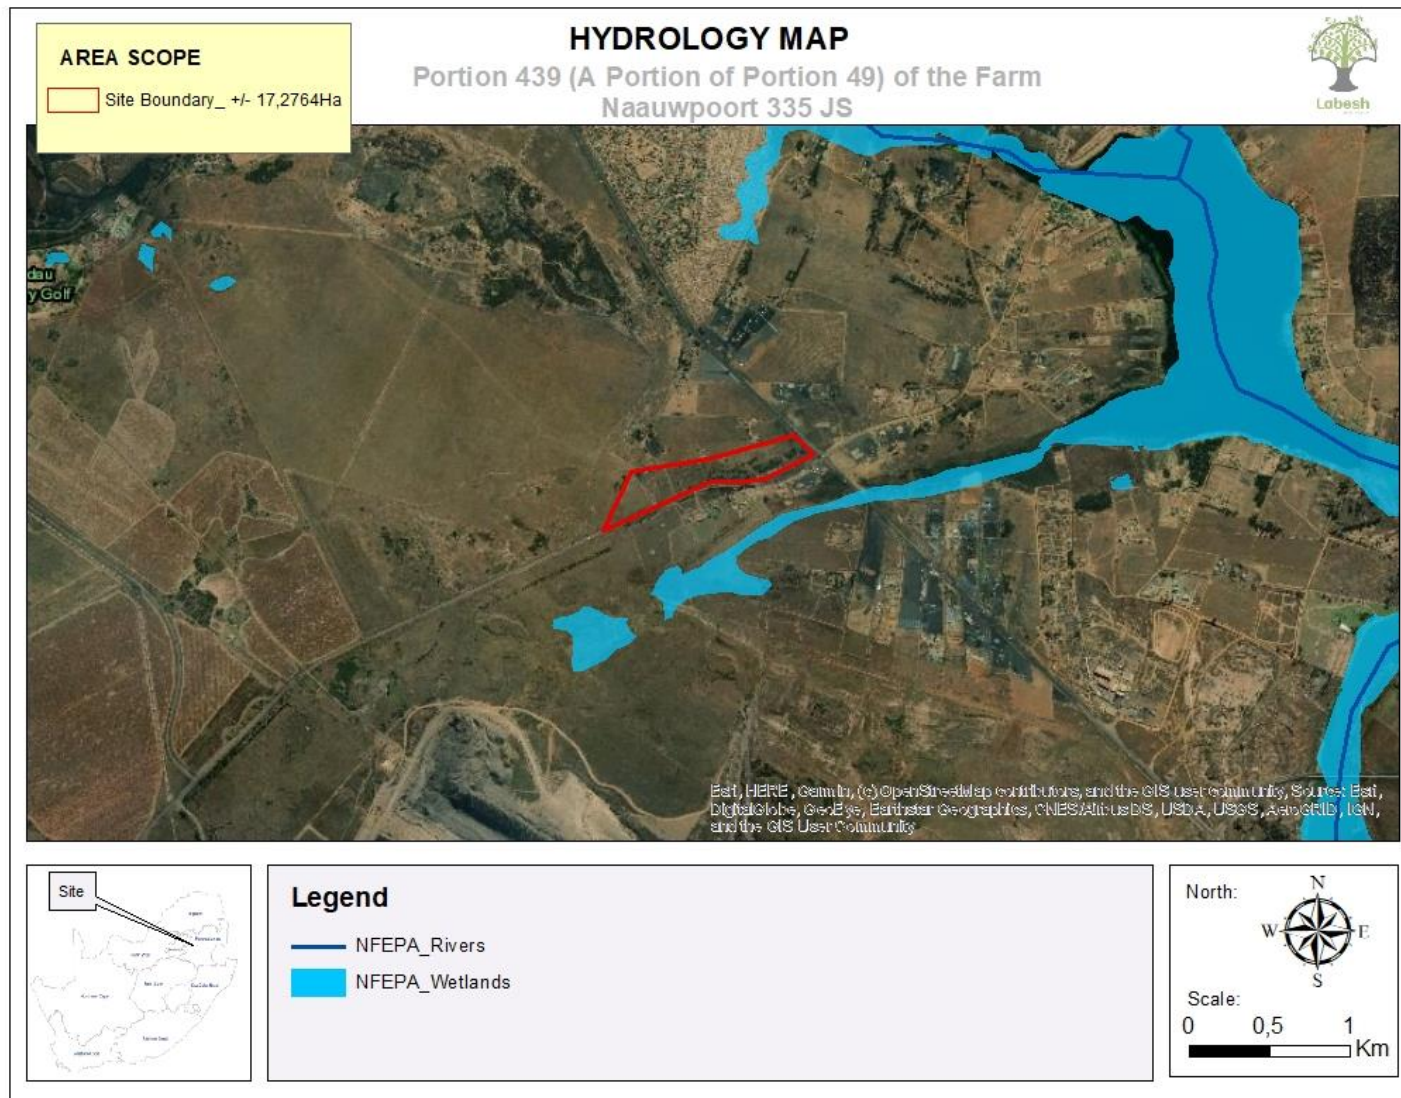 HYDROLOGY MAP
Portion 439 (A Portion of Portion 49) of the Farm
Naauwpoort 335 JS
AREA SCOPE
Site Boundary_ +/- 17,2764Ha
Labesh
dau
y Golf
Esri, HERE, Garmin, (c) OpenStreetMap contributors, and the GIS user community, Source: Esri,
DigitalGlobe, GeoEye, Earthstar Geographics, CNES/Airbus DS, USDA, USGS, AeroGRID, IGN,
and the GIS User Community
Site
Legend
NFEPA_Rivers
NFEPA_Wetlands
North:
N
W
E
S
Scale:
0 0,5 1
Km